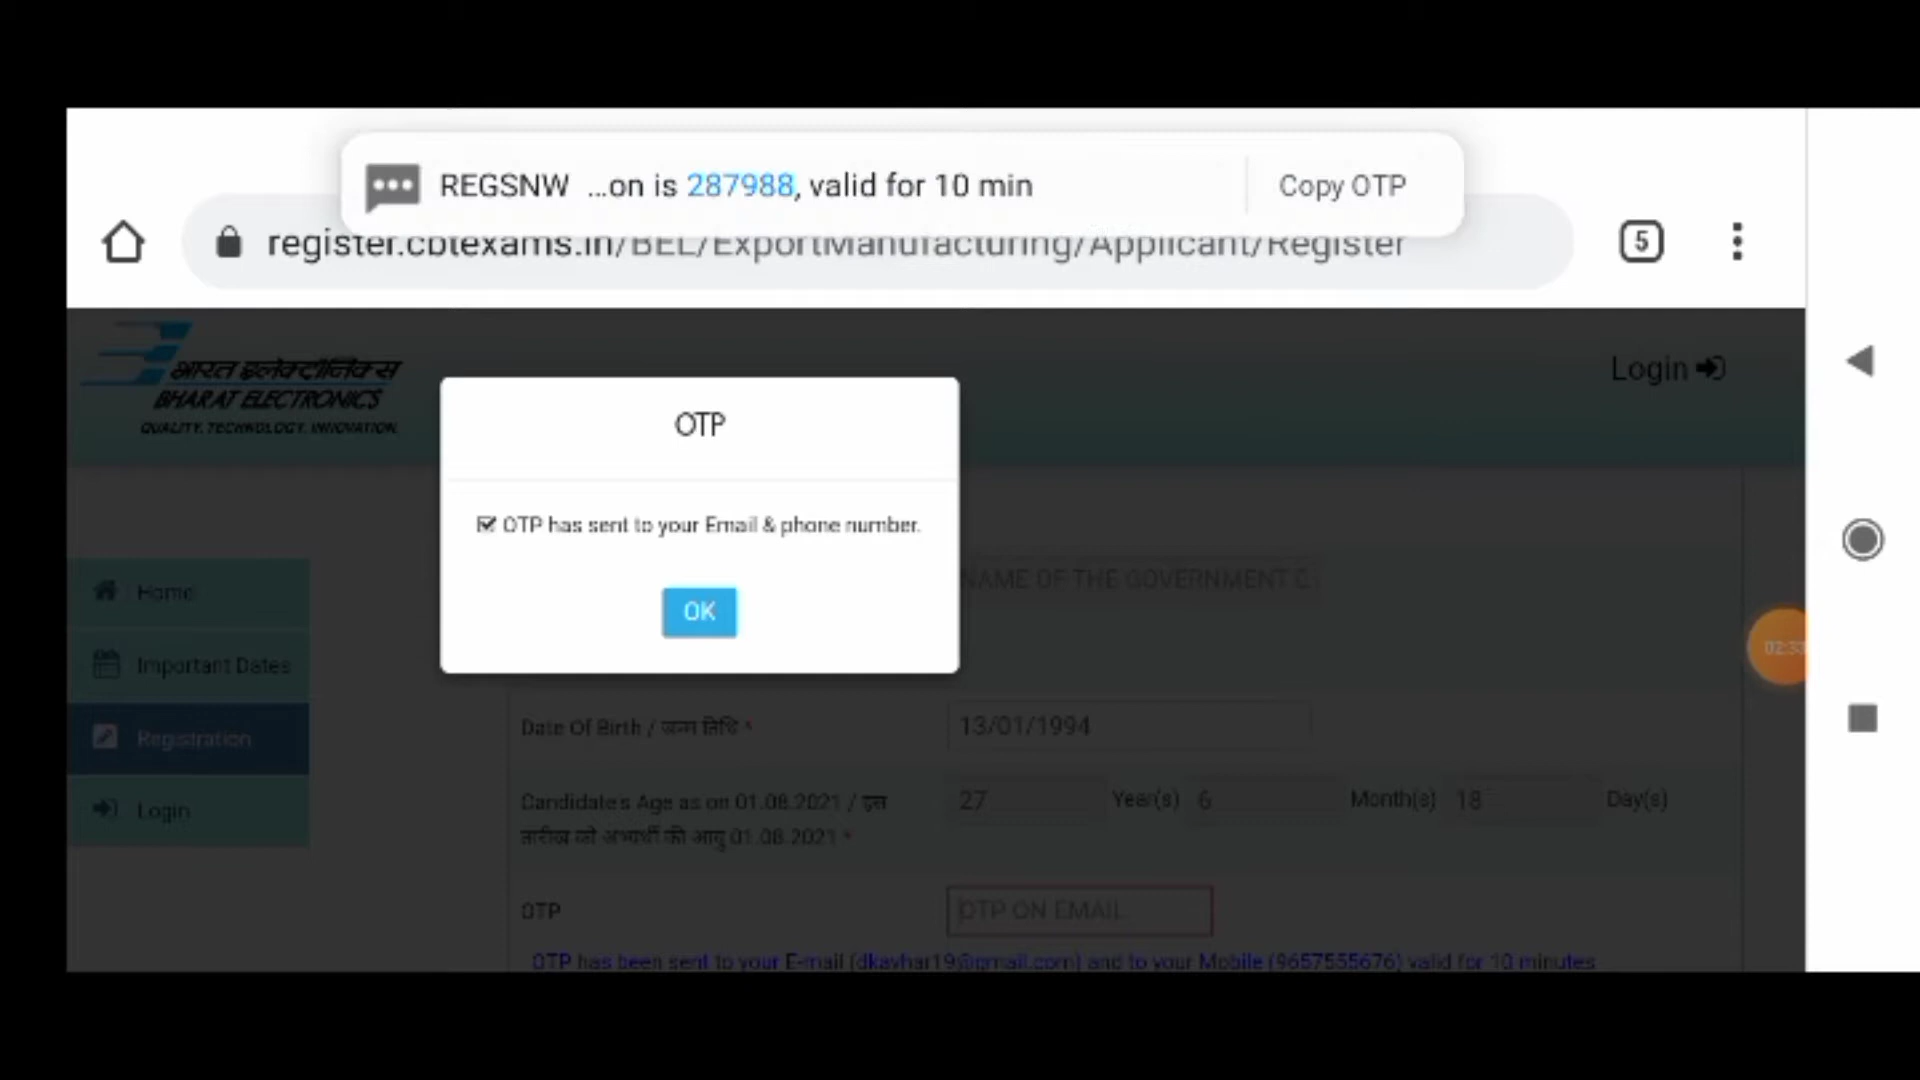 REGSNW ...on is 287988, valid for 10 min
Copy OTP
register.cbtexams.in/BEL/ExportManufacturing/Applicant/Register
5
भारत इलेक्ट्रॉनिक्स
BHARAT ELECTRONICS
QUALITY. TECHNOLOGY. INNOVATION.
Login
OTP
OTP has sent to your Email & phone number.
OK
NAME OF THE GOVERNMENT C
Home
Important Dates
Registration
Login
02:33
Date Of Birth / जन्म तिथि *
13/01/1994
Candidate's Age as on 01.08.2021 / इस
तारीख को अभ्यर्थी की आयु 01.08.2021 *
27 Year(s) 6 Month(s) 18 Day(s)
OTP
OTP ON EMAIL
OTP has been sent to your E-mail (dkavhar19@gmail.com) and to your Mobile (9657555676) valid for 10 minutes